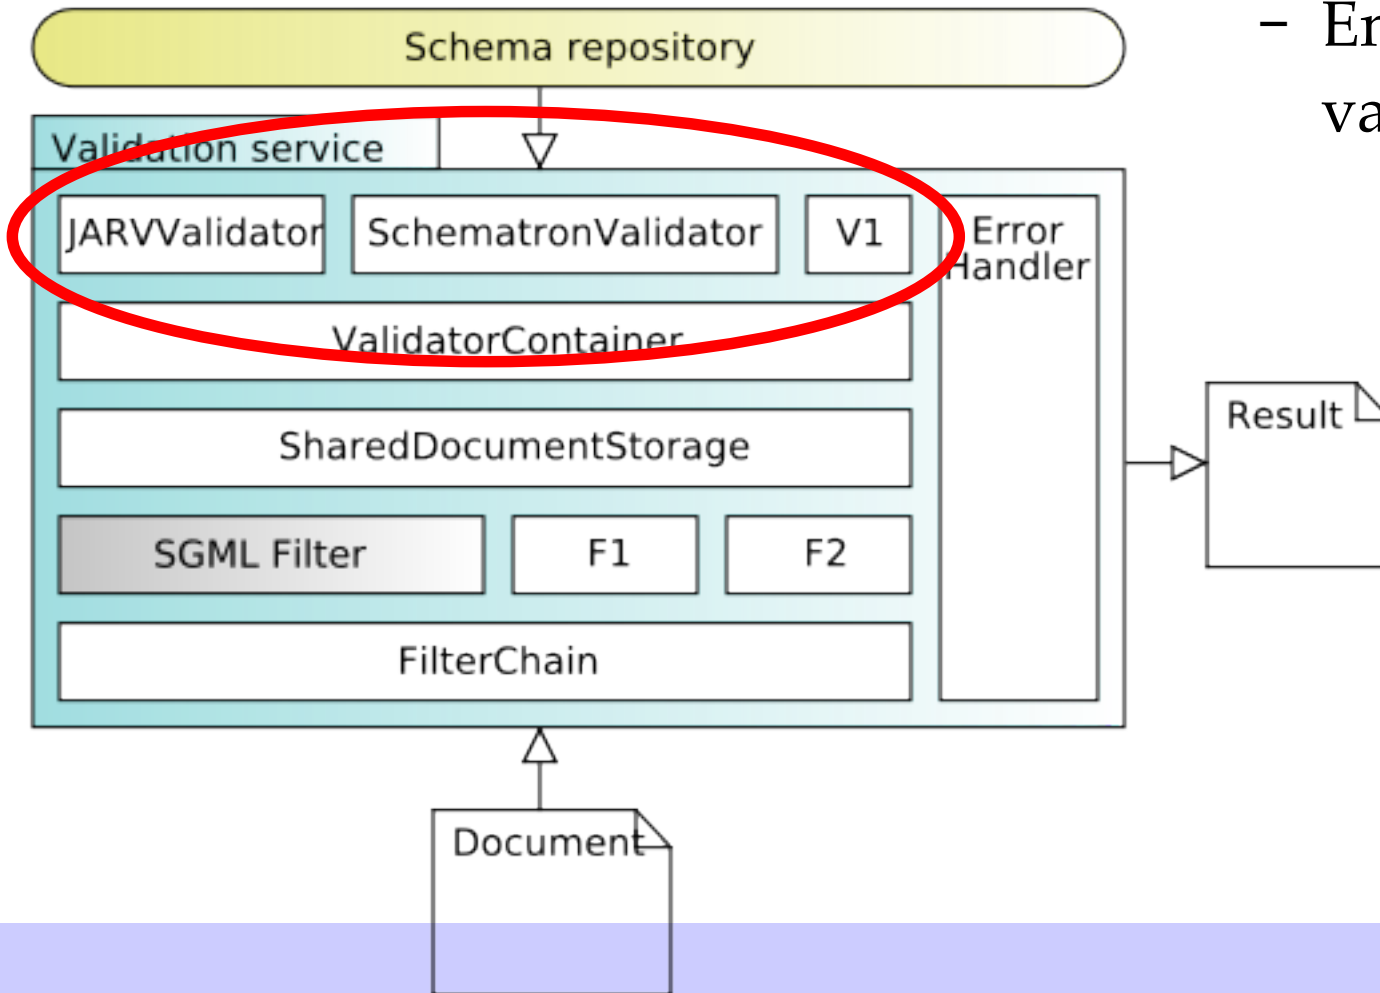 Schema repository
Validation service
JARVValidator
SchematronValidator
V1
Error
Handler
ValidatorContainer
SharedDocumentStorage
SGML Filter
F1
F2
FilterChain
Result
Document
–